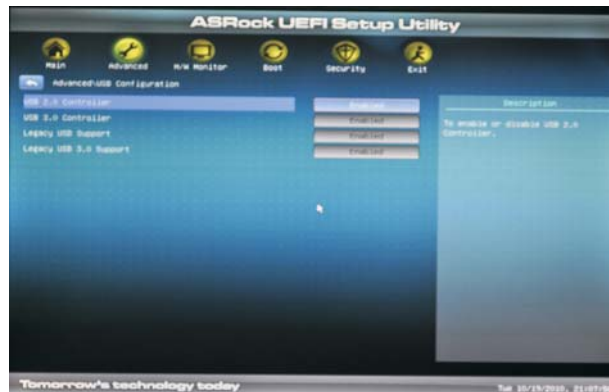 ASRock UEFI Setup Utility
Main
Advanced
H/W Monitor
Boot
Security
Exit
Advanced\USB Configuration
USB 2.0 Controller
Enabled
USB 3.0 Controller
Enabled
Legacy USB Support
Enabled
Legacy USB 3.0 Support
Enabled
Description
To enable or disable USB 2.0
Controller.
Tomorrow's technology today
Tue 10/19/2010,